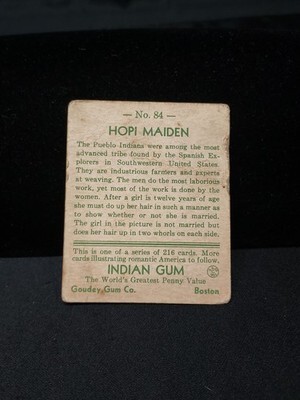 — No. 84 —
HOPI MAIDEN
The Pueblo Indians were among the most
advanced tribe found by the Spanish Ex-
plorers in Southwestern United States.
They are industrious farmers and experts
at weaving. The men do the most laborious
work, yet most of the work is done by the
women. After a girl is twelve years of age
she must do up her hair in such a manner as
to show whether or not she is married.
The girl in the picture is not married but
does her hair up in two whorls on each side.
This is one of a series of 216 cards. More
cards illustrating romantic America to follow.
INDIAN GUM
The World's Greatest Penny Value
Goudey Gum Co. Boston